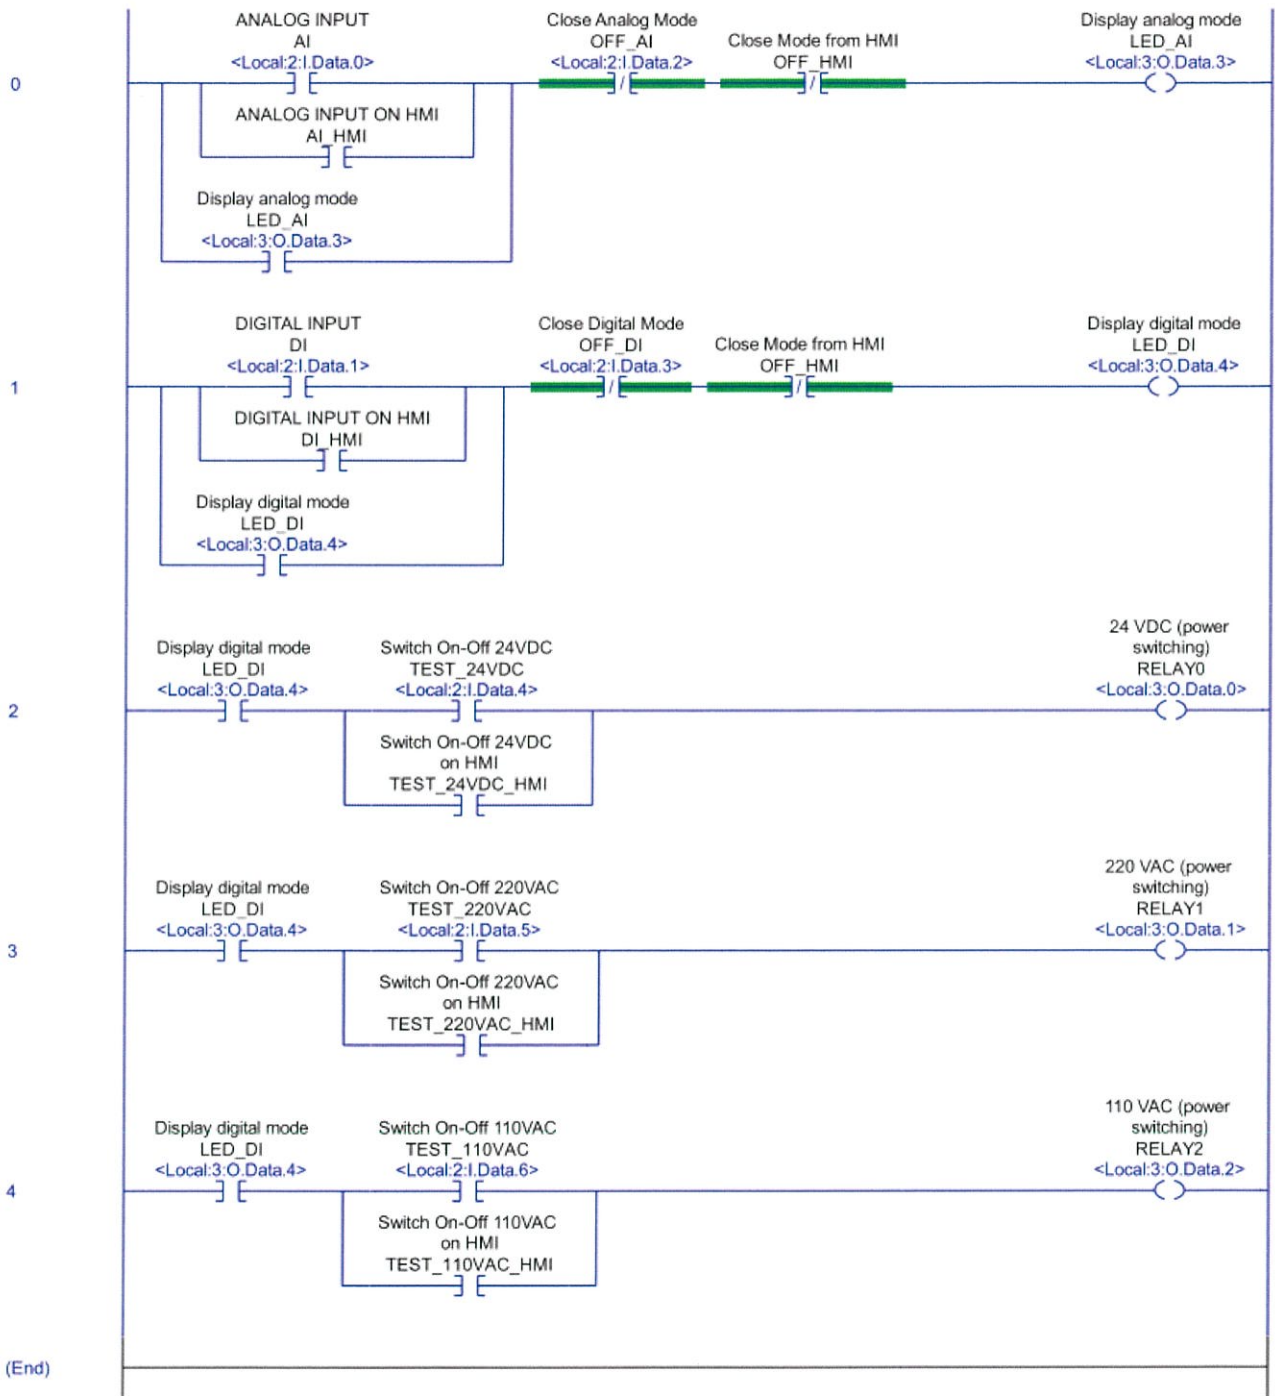 ANALOG INPUT
AI
<Local:2:I.Data.0>
Close Analog Mode
OFF_AI
<Local:2:I.Data.2>
Close Mode from HMI
OFF_HMI
Display analog mode
LED_AI
<Local:3:O.Data.3>
0
ANALOG INPUT ON HMI
AI_HMI
Display analog mode
LED_AI
<Local:3:O.Data.3>
DIGITAL INPUT
DI
<Local:2:I.Data.1>
Close Digital Mode
OFF_DI
<Local:2:I.Data.3>
Close Mode from HMI
OFF_HMI
Display digital mode
LED_DI
<Local:3:O.Data.4>
1
DIGITAL INPUT ON HMI
DI_HMI
Display digital mode
LED_DI
<Local:3:O.Data.4>
Display digital mode
LED_DI
<Local:3:O.Data.4>
Switch On-Off 24VDC
TEST_24VDC
<Local:2:I.Data.4>
24 VDC (power
switching)
RELAY0
<Local:3:O.Data.0>
2
Switch On-Off 24VDC
on HMI
TEST_24VDC_HMI
Display digital mode
LED_DI
<Local:3:O.Data.4>
Switch On-Off 220VAC
TEST_220VAC
<Local:2:I.Data.5>
220 VAC (power
switching)
RELAY1
<Local:3:O.Data.1>
3
Switch On-Off 220VAC
on HMI
TEST_220VAC_HMI
Display digital mode
LED_DI
<Local:3:O.Data.4>
Switch On-Off 110VAC
TEST_110VAC
<Local:2:I.Data.6>
110 VAC (power
switching)
RELAY2
<Local:3:O.Data.2>
4
Switch On-Off 110VAC
on HMI
TEST_110VAC_HMI
(End)